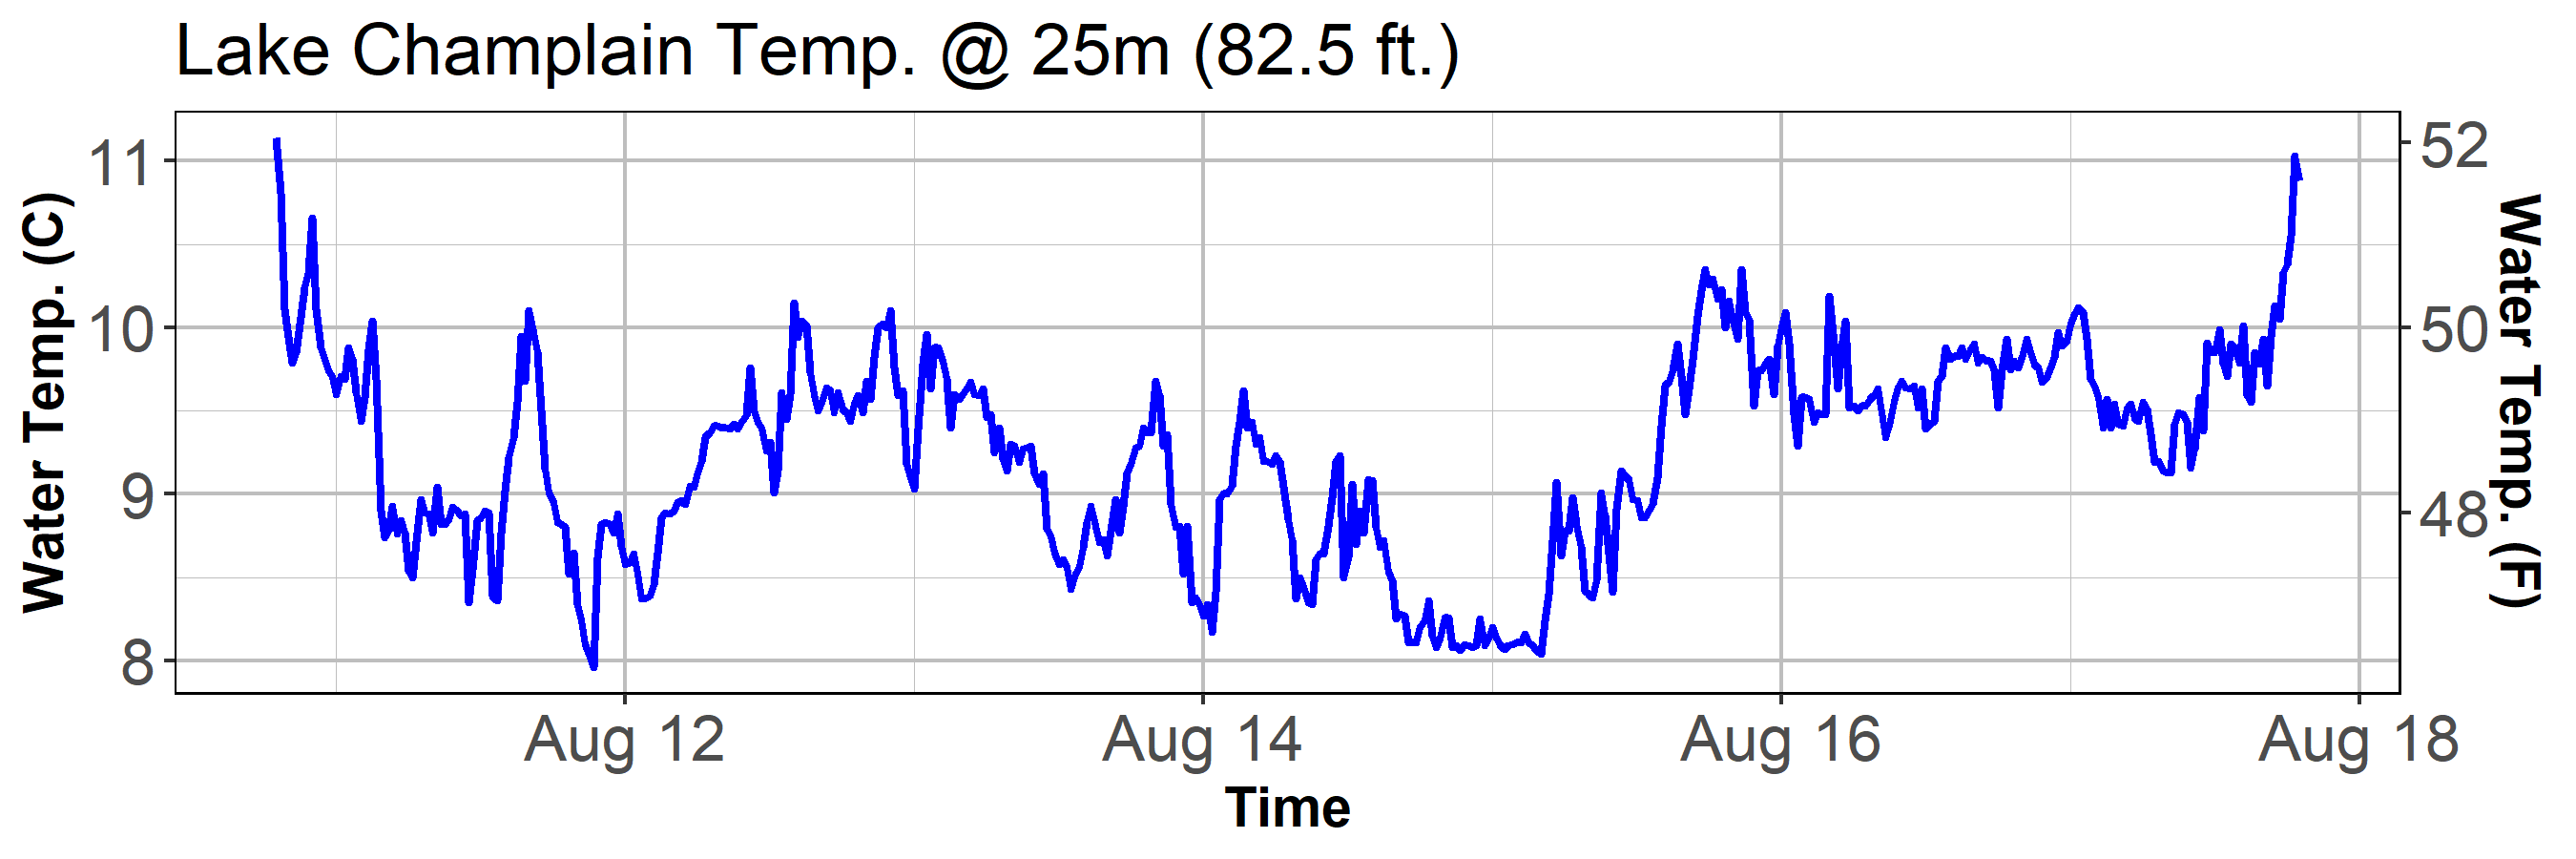 Lake Champlain Temp. @ 25m (82.5 ft.)
Water Temp. (C)
11
10
9
8
52
50
48
Water Temp. (F)
Aug 12 Aug 14 Aug 16 Aug 18
Time